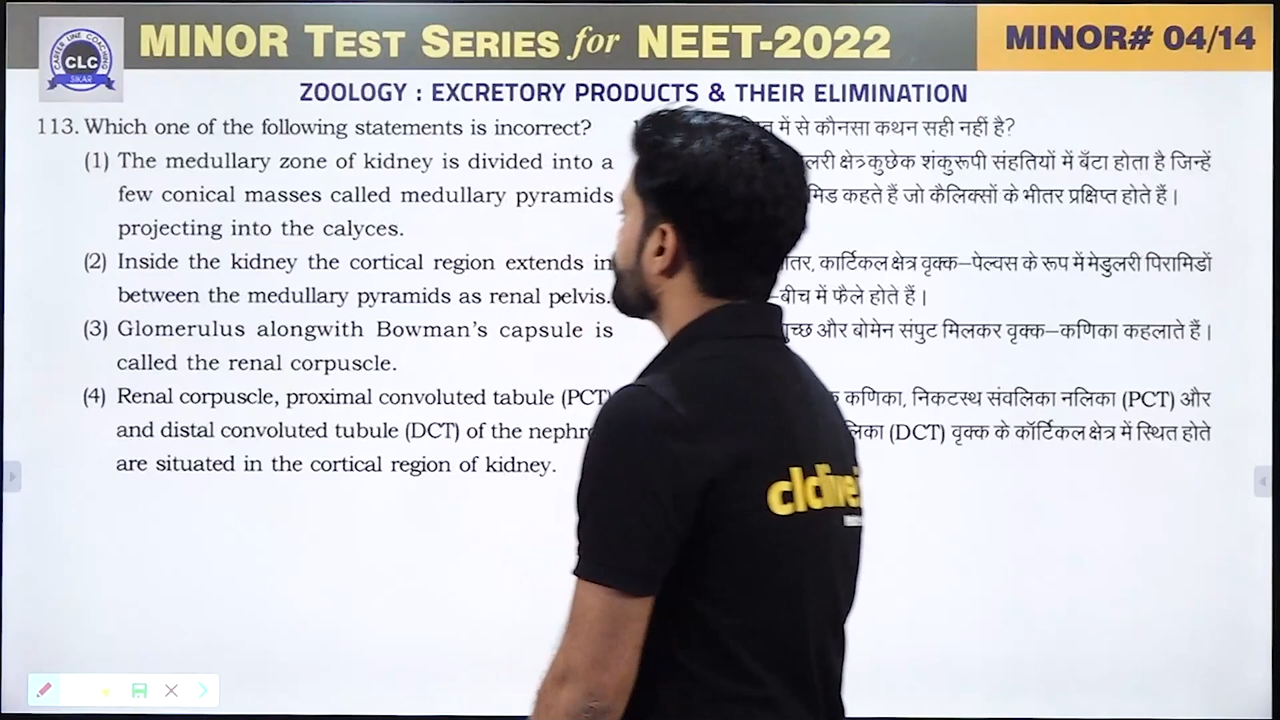 CAREER LINE COACHING
CLC
SIKAR
MINOR TEST SERIES for NEET-2022
MINOR# 04/14
ZOOLOGY : EXCRETORY PRODUCTS & THEIR ELIMINATION
113. Which one of the following statements is incorrect?
(1) The medullary zone of kidney is divided into a
few conical masses called medullary pyramids
projecting into the calyces.
(2) Inside the kidney the cortical region extends in
between the medullary pyramids as renal pelvis.
(3) Glomerulus alongwith Bowman's capsule is
called the renal corpuscle.
(4) Renal corpuscle, proximal convoluted tabule (PCT)
and distal convoluted tubule (DCT) of the
are situated in the cortical region of kidney.
में से कौनसा कथन सही नहीं है?
क्षेत्र कुछेक शंकुरूपी संहतियों में बँटा होता है जिन्हें
कहते हैं जो कैलिक्सों के भीतर प्रक्षिप्त होते हैं।
कार्टिकल क्षेत्र वृक्क–पेल्वस के रूप में मेडुलरी पिरामिडों
–बीच में फैले होते हैं।
और बोमेन संपुट मिलकर वृक्क–कणिका कहलाते हैं।
कणिका, निकटस्थ संवलिका नलिका (PCT) और
(DCT) वृक्क के कॉर्टिकल क्षेत्र में स्थित होते